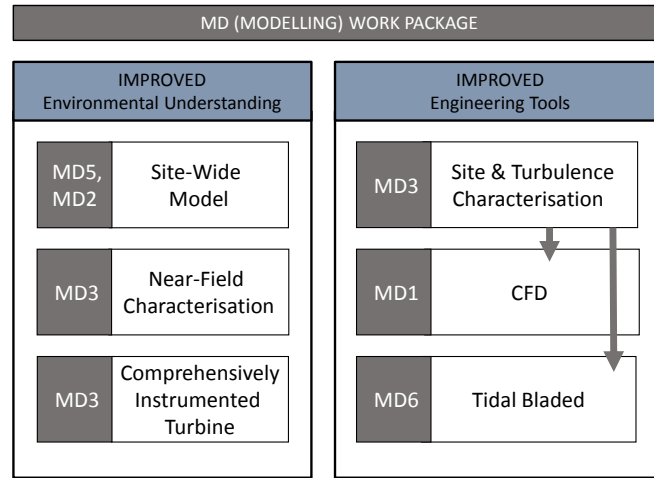 MD (MODELLING) WORK PACKAGE
IMPROVED
Environmental Understanding
MD5,
MD2
Site-Wide
Model
MD3
Near-Field
Characterisation
MD3
Comprehensively
Instrumented
Turbine
IMPROVED
Engineering Tools
MD3
Site & Turbulence
Characterisation
MD1
CFD
MD6
Tidal Bladed